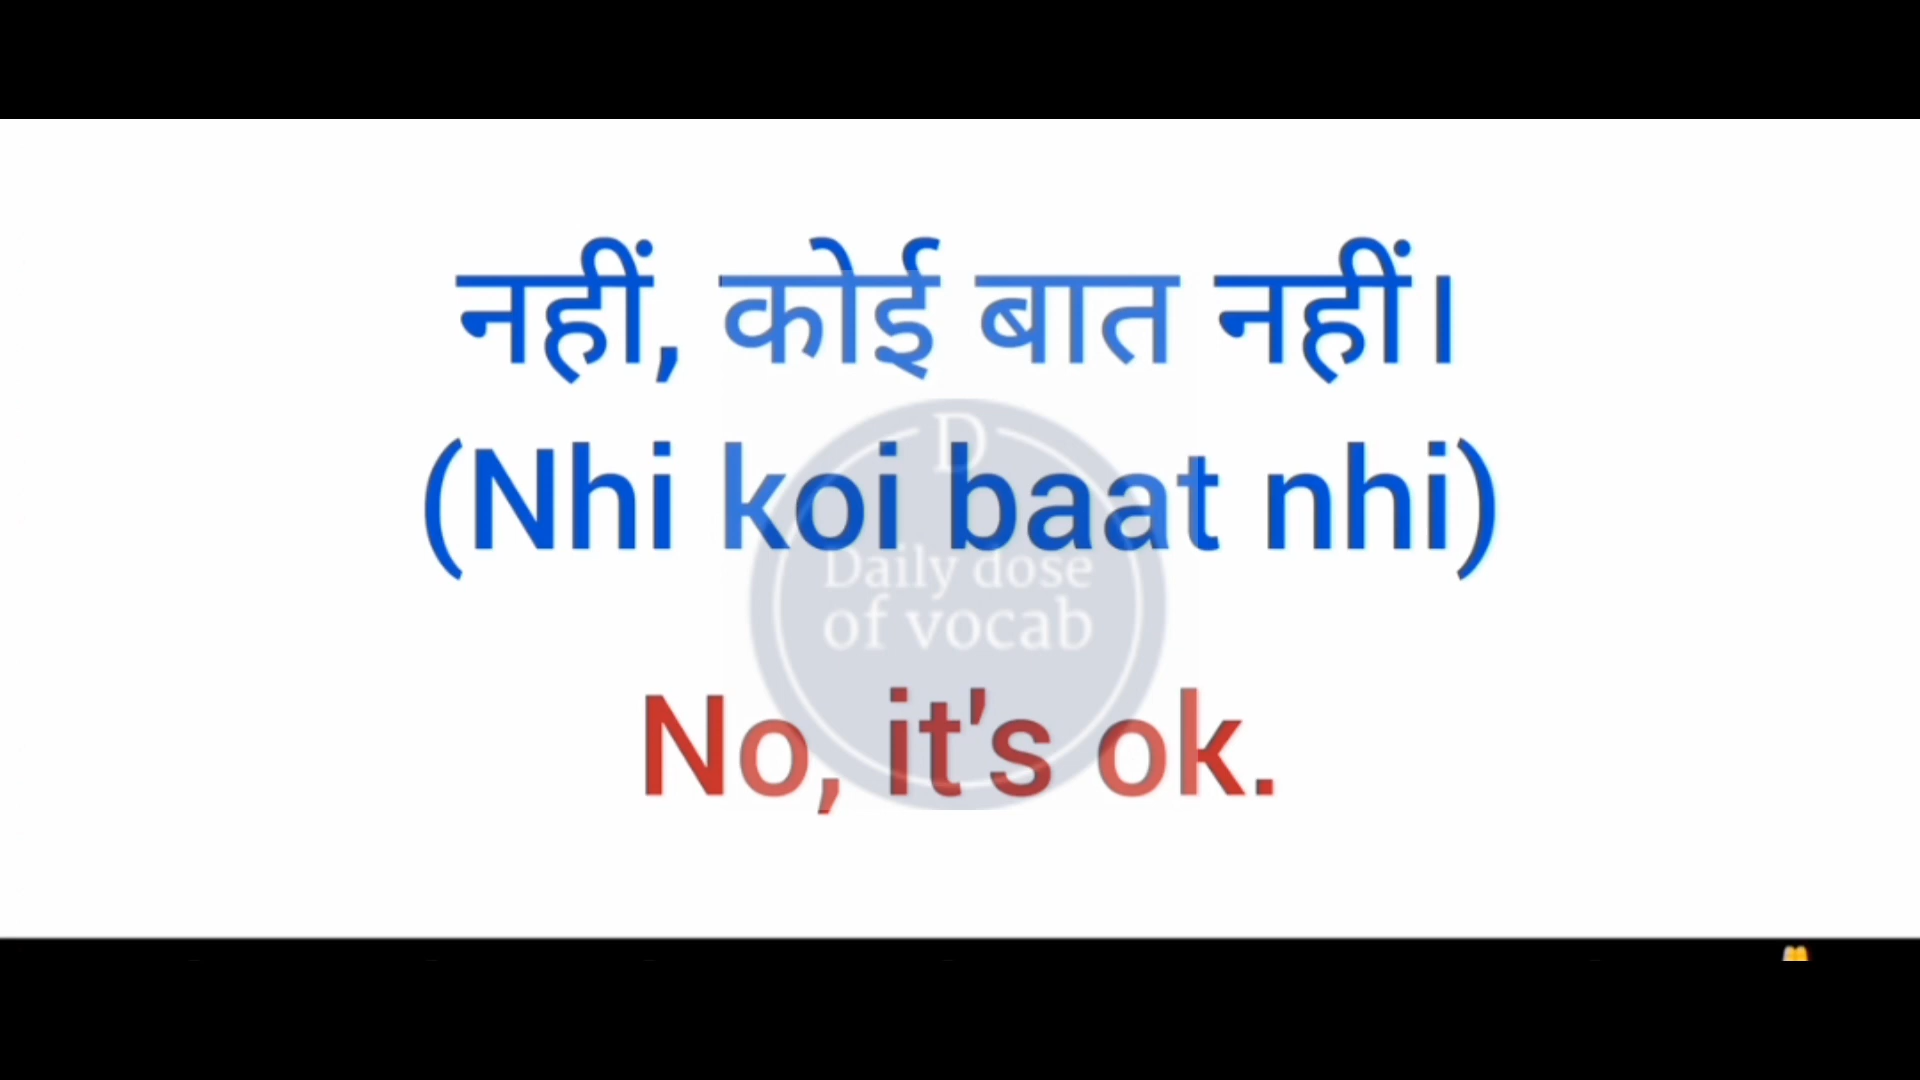 नहीं, कोई बात नहीं।
(Nhi koi baat nhi)
D
Daily dose
of vocab
No, it's ok.